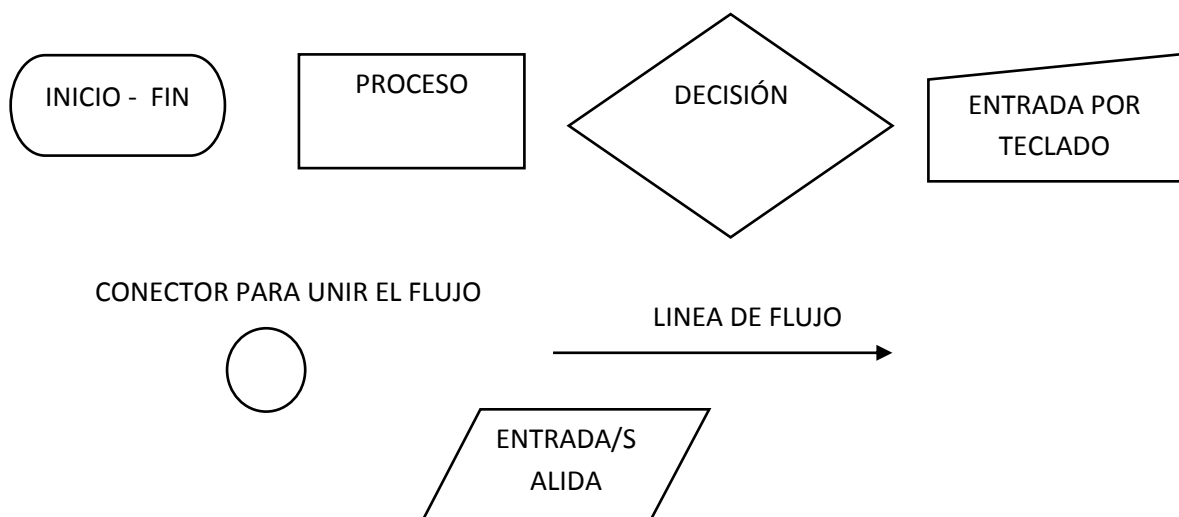 INICIO - FIN
PROCESO
DECISIÓN
ENTRADA POR
TECLADO
CONECTOR PARA UNIR EL FLUJO
LINEA DE FLUJO
ENTRADA/S
ALIDA